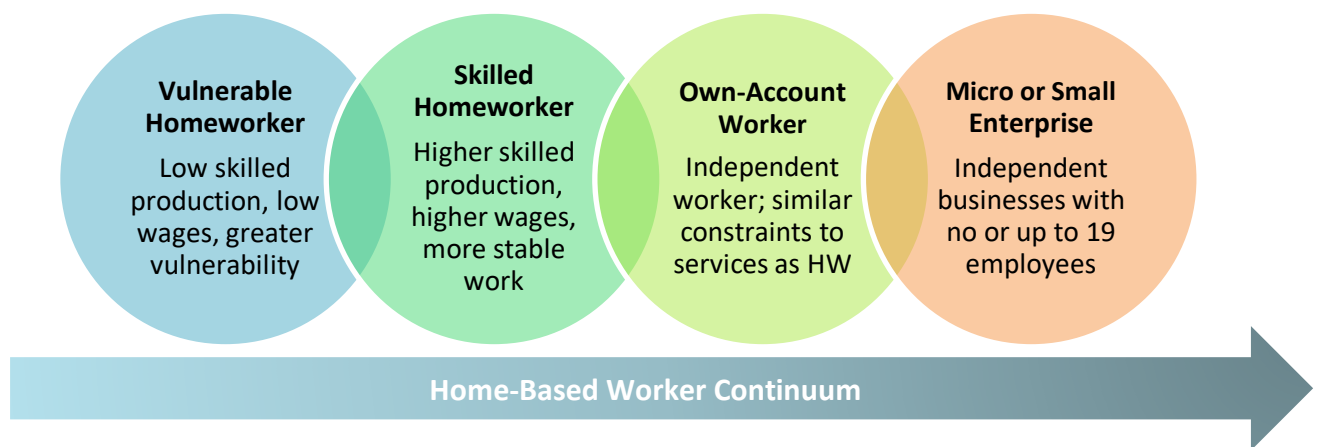 Vulnerable
Homeworker
Low skilled
production, low
wages, greater
vulnerability
Skilled
Homeworker
Higher skilled
production,
higher wages,
more stable
work
Own-Account
Worker
Independent
worker; similar
constraints to
services as HW
Micro or Small
Enterprise
Independent
businesses with
no or up to 19
employees
Home-Based Worker Continuum